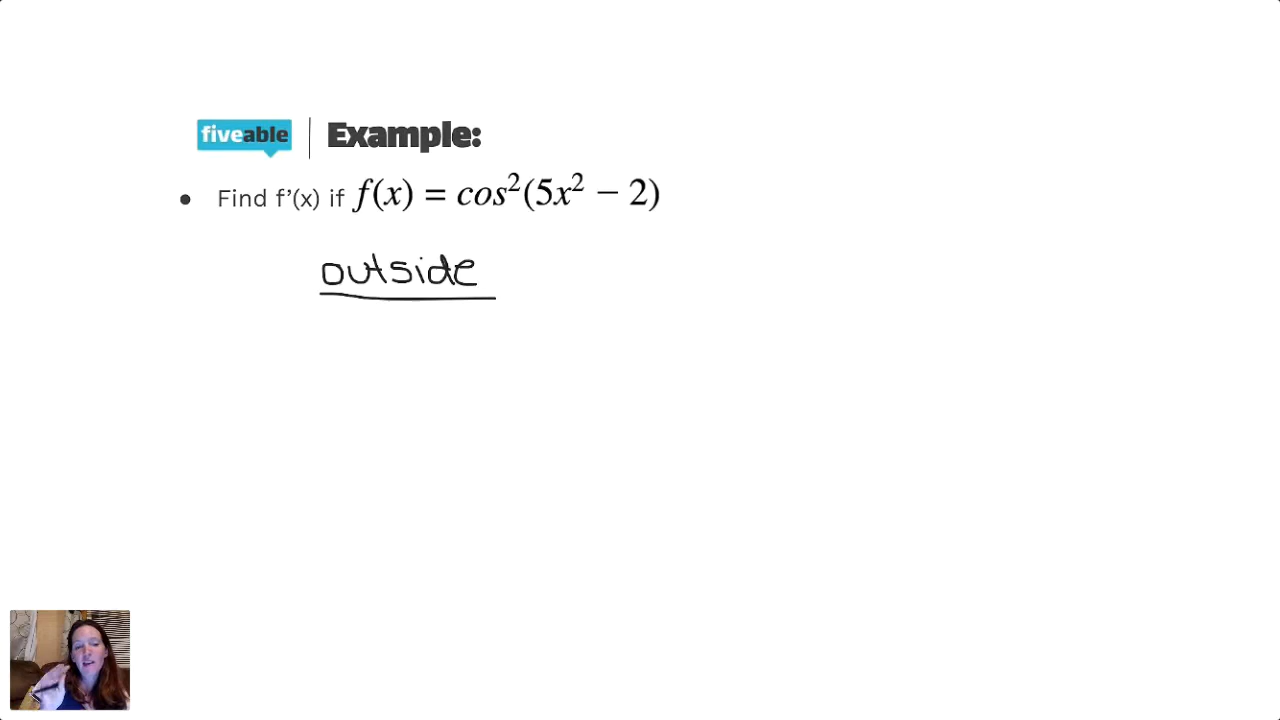 fiveable | Example:
• Find f'(x) if f(x) = cos²(5x² − 2)
outside